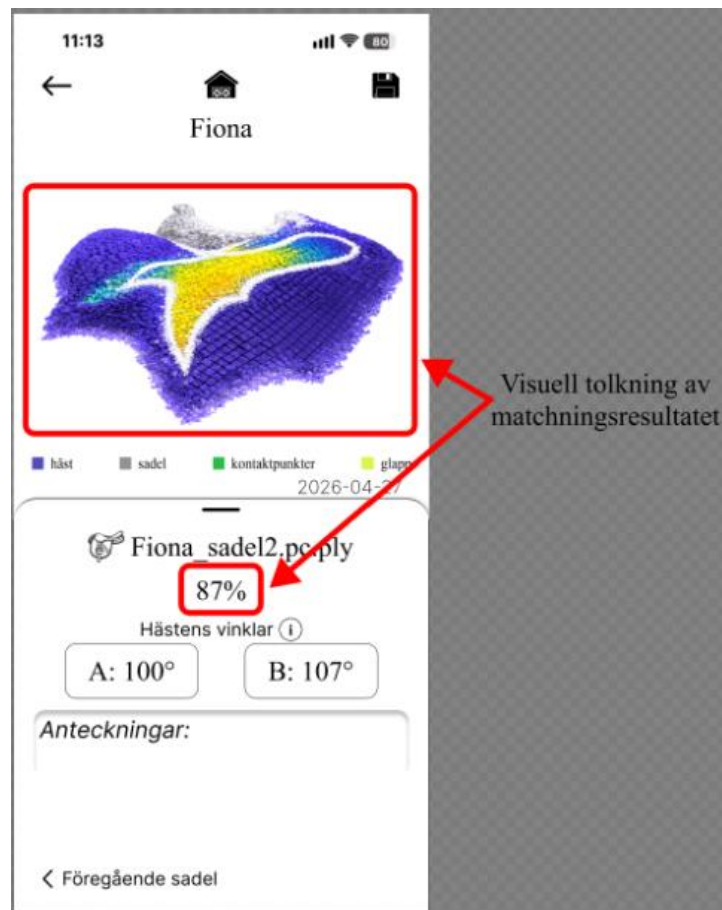 11:13
80
Fiona
Visuell tolkning av
matchningsresultatet
häst sadel kontaktpunkter glapp
2026-04-27
Fiona_sadel2.pc.ply
87%
Hästens vinklar i
A: 100° B: 107°
Anteckningar:
< Föregående sadel